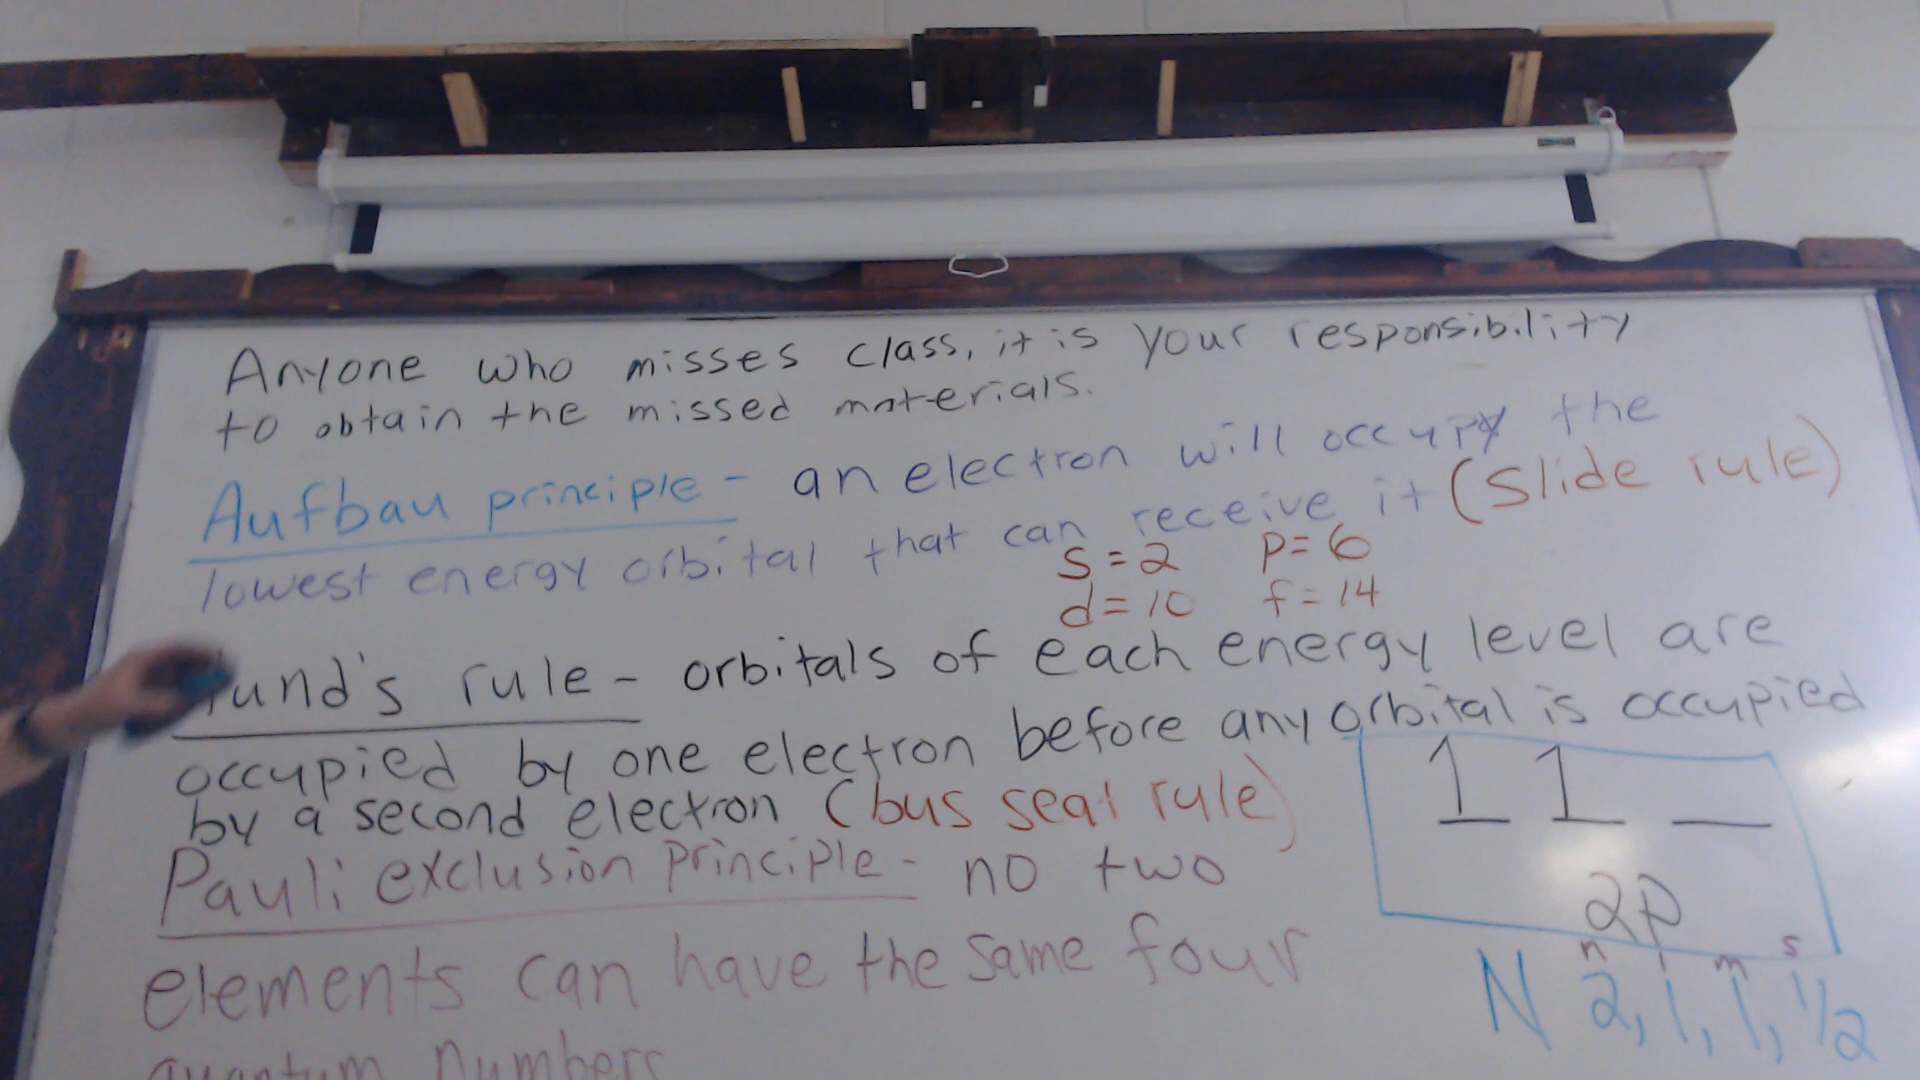 Anyone who misses class, it is your responsibility
to obtain the missed materials.
Aufbau principle - an electron will occupy the
lowest energy orbital that can receive it (Slide rule)
s=2 p=6
d=10 f=14
Hund's rule - orbitals of each energy level are
occupied by one electron before any orbital is occupied
by a second electron (bus seat rule)
1 1 _
2p
Pauli exclusion principle - no two
elements can have the same four
quantum numbers
n l m s
N 2, 1, 1, 1/2